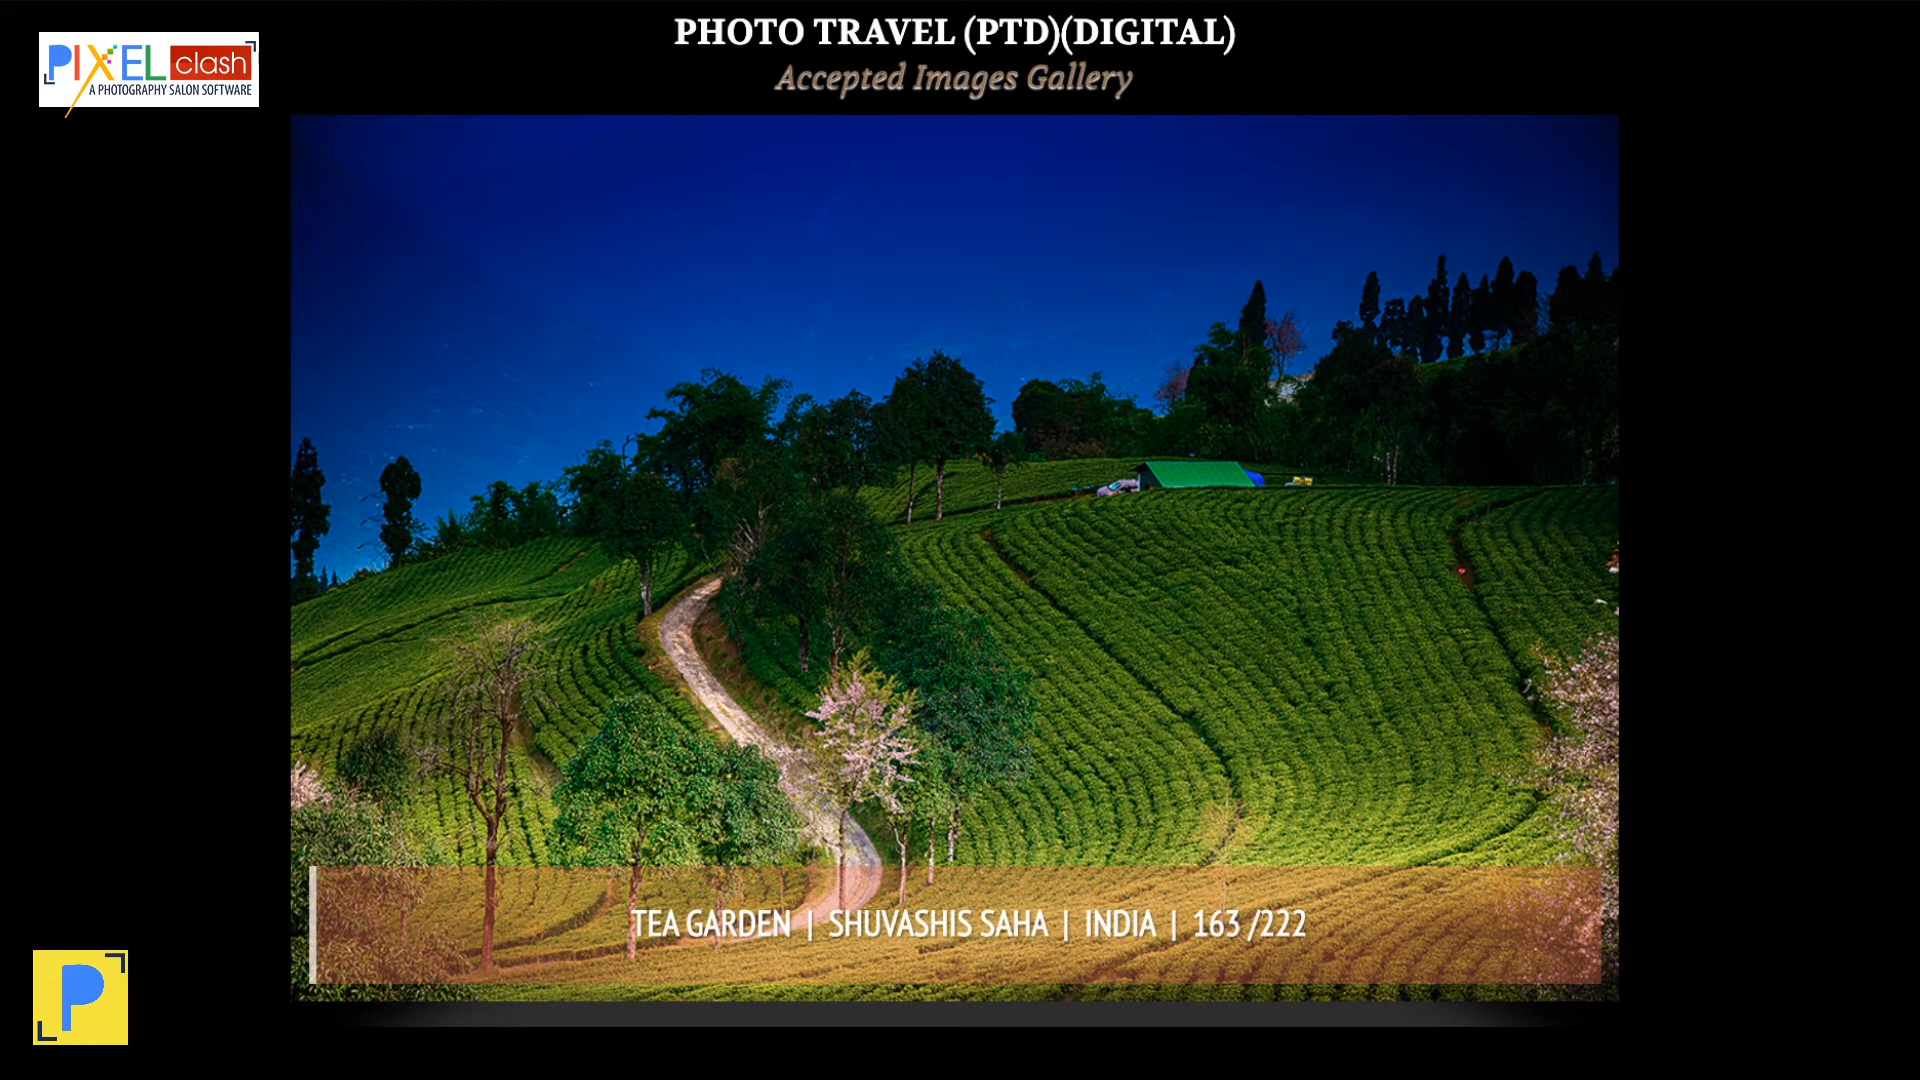 PHOTO TRAVEL (PTD)(DIGITAL)
Accepted Images Gallery
PIXEL clash
A PHOTOGRAPHY SALON SOFTWARE
TEA GARDEN | SHUVASHIS SAHA | INDIA | 163 /222
P